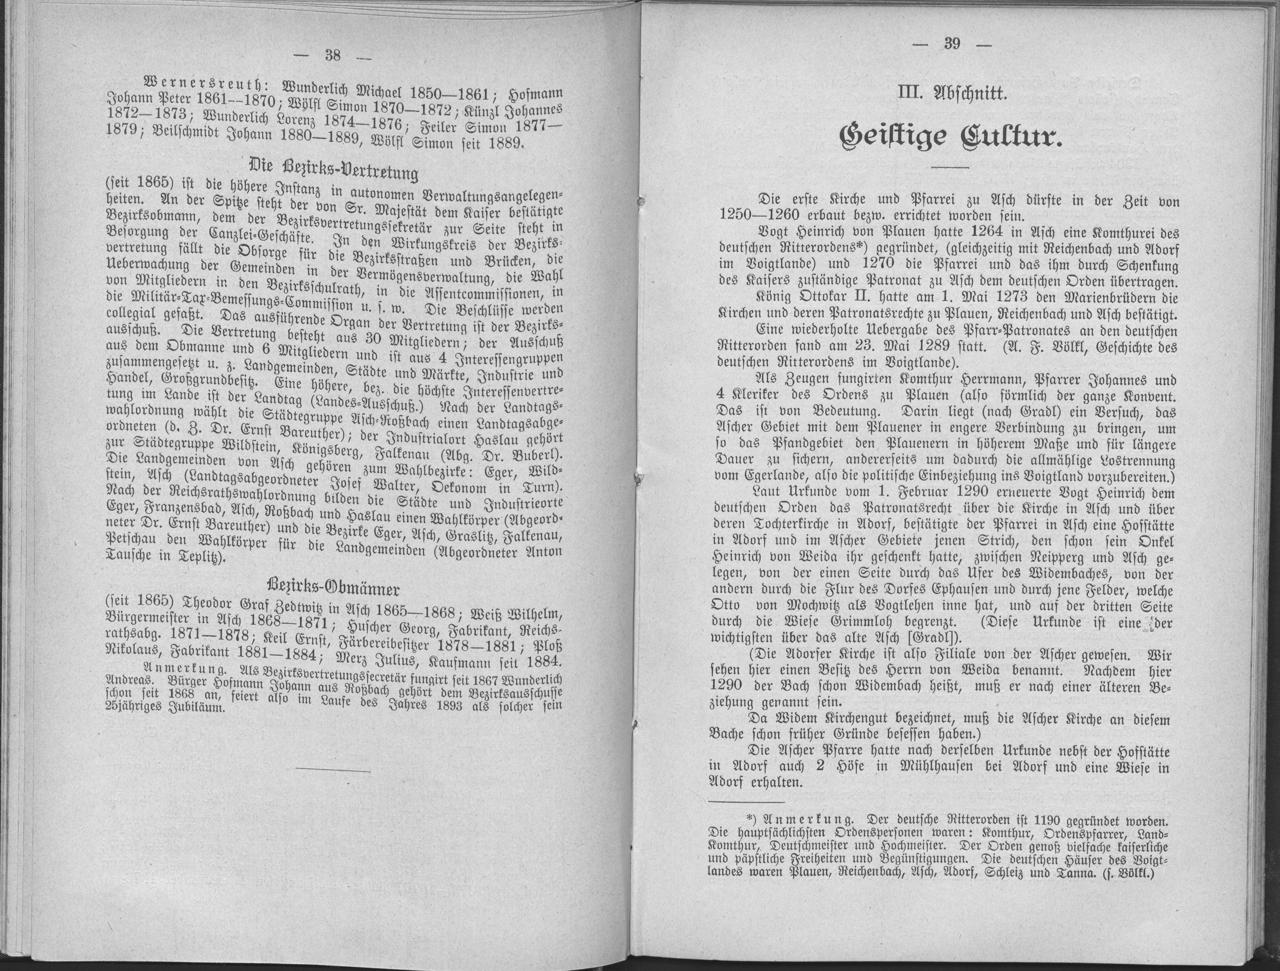 — 38 —
Wernersreuth: Wunderlich Michael 1850—1861; Hofmann
Johann Peter 1861—1870; Wölfl Simon 1870—1872; Künzl Johannes
1872—1873; Wunderlich Lorenz 1874—1876; Feiler Simon 1877—
1879; Beilschmidt Johann 1880—1889, Wölfl Simon seit 1889.
Die Bezirks-Vertretung
(seit 1865) ist die höhere Instanz in autonomen Verwaltungsangelegen-
heiten. An der Spitze steht der von Sr. Majestät dem Kaiser bestätigte
Bezirksobmann, dem der Bezirksvertretungssekretär zur Seite steht in
Besorgung der Canzlei-Geschäfte. In den Wirkungskreis der Bezirks-
vertretung fällt die Obsorge für die Bezirksstraßen und Brücken, die
Ueberwachung der Gemeinden in der Vermögensverwaltung, die Wahl
von Mitgliedern in den Bezirksschulrath, in die Assentcommissionen, in
die Militär-Tax-Bemessungs-Commission u. s. w. Die Beschlüsse werden
collegial gefaßt. Das ausführende Organ der Vertretung ist der Bezirks-
ausschuß. Die Vertretung besteht aus 30 Mitgliedern; der Ausschuß
aus dem Obmanne und 6 Mitgliedern und ist aus 4 Interessengruppen
zusammengesetzt u. z. Landgemeinden, Städte und Märkte, Industrie und
Handel, Großgrundbesitz. Eine höhere, bez. die höchste Interessenvertre-
tung im Lande ist der Landtag (Landes-Ausschuß.) Nach der Landtags-
wahlordnung wählt die Städtegruppe Asch-Roßbach einen Landtagsabge-
ordneten (d. Z. Dr. Ernst Bareuther); der Industrialort Haslau gehört
zur Städtegruppe Wildstein, Königsberg, Falkenau (Abg. Dr. Buberl).
Die Landgemeinden von Asch gehören zum Wahlbezirke: Eger, Wild-
stein, Asch (Landtagsabgeordneter Josef Walter, Oekonom in Turn).
Nach der Reichsrathswahlordnung bilden die Städte und Industrieorte
Eger, Franzensbad, Asch, Roßbach und Haslau einen Wahlkörper (Abgeord-
neter Dr. Ernst Bareuther) und die Bezirke Eger, Asch, Graslitz, Falkenau,
Petschau den Wahlkörper für die Landgemeinden (Abgeordneter Anton
Tausche in Teplitz).
Bezirks-Obmänner
(seit 1865) Theodor Graf Zedtwitz in Asch 1865—1868; Weiß Wilhelm,
Bürgermeister in Asch 1868—1871; Huscher Georg, Fabrikant, Reichs-
rathsabg. 1871—1878; Keil Ernst, Färbereibesitzer 1878—1881; Ploß
Nikolaus, Fabrikant 1881—1884; Merz Julius, Kaufmann seit 1884.
Anmerkung. Als Bezirksvertretungssecretär fungirt seit 1867 Wunderlich
Andreas. Bürger Hofmann Johann aus Roßbach gehört dem Bezirksausschusse
schon seit 1868 an, feiert also im Laufe des Jahres 1893 als solcher sein
25jähriges Jubiläum.
— 39 —
III. Abschnitt.
Geistige Cultur.
Die erste Kirche und Pfarrei zu Asch dürfte in der Zeit von
1250—1260 erbaut bezw. errichtet worden sein.
Vogt Heinrich von Plauen hatte 1264 in Asch eine Komthurei des
deutschen Ritterordens*) gegründet, (gleichzeitig mit Reichenbach und Adorf
im Voigtlande) und 1270 die Pfarrei und das ihm durch Schenkung
des Kaisers zuständige Patronat zu Asch dem deutschen Orden übertragen.
König Ottokar II. hatte am 1. Mai 1273 den Marienbrüdern die
Kirchen und deren Patronatsrechte zu Plauen, Reichenbach und Asch bestätigt.
Eine wiederholte Uebergabe des Pfarr-Patronates an den deutschen
Ritterorden fand am 23. Mai 1289 statt. (A. F. Völkl, Geschichte des
deutschen Ritterordens im Voigtlande).
Als Zeugen fungirten Komthur Herrmann, Pfarrer Johannes und
4 Kleriker des Ordens zu Plauen (also förmlich der ganze Konvent.
Das ist von Bedeutung. Darin liegt (nach Gradl) ein Versuch, das
Ascher Gebiet mit dem Plauener in engere Verbindung zu bringen, um
so das Pfandgebiet den Plauenern in höherem Maße und für längere
Dauer zu sichern, andererseits um dadurch die allmählige Lostrennung
vom Egerlande, also die politische Einbeziehung ins Voigtland vorzubereiten.)
Laut Urkunde vom 1. Februar 1290 erneuerte Vogt Heinrich dem
deutschen Orden das Patronatsrecht über die Kirche in Asch und über
deren Tochterkirche in Adorf, bestätigte der Pfarrei in Asch eine Hofstätte
in Adorf und im Ascher Gebiete jenen Strich, den schon sein Onkel
Heinrich von Weida ihr geschenkt hatte, zwischen Neipperg und Asch ge-
legen, von der einen Seite durch das Ufer des Widembaches, von der
andern durch die Flur des Dorfes Ephausen und durch jene Felder, welche
Otto von Mochwitz als Vogtlehen inne hat, und auf der dritten Seite
durch die Wiese Grimmloh begrenzt. (Diese Urkunde ist eine der
wichtigsten über das alte Asch [Gradl]).
(Die Adorfer Kirche ist also Filiale von der Ascher gewesen. Wir
sehen hier einen Besitz des Herrn von Weida benannt. Nachdem hier
1290 der Bach schon Widembach heißt, muß er nach einer älteren Be-
ziehung genannt sein.
Da Widem Kirchengut bezeichnet, muß die Ascher Kirche an diesem
Bache schon früher Gründe besessen haben.)
Die Ascher Pfarre hatte nach derselben Urkunde nebst der Hofstätte
in Adorf auch 2 Höfe in Mühlhausen bei Adorf und eine Wiese in
Adorf erhalten.
*) Anmerkung. Der deutsche Ritterorden ist 1190 gegründet worden.
Die hauptsächlichsten Ordenspersonen waren: Komthur, Ordenspfarrer, Land-
Komthur, Deutschmeister und Hochmeister. Der Orden genoß vielfache kaiserliche
und päpstliche Freiheiten und Begünstigungen. Die deutschen Häuser des Voigt-
landes waren Plauen, Reichenbach, Asch, Adorf, Schleiz und Tanna. (s. Völkl.)